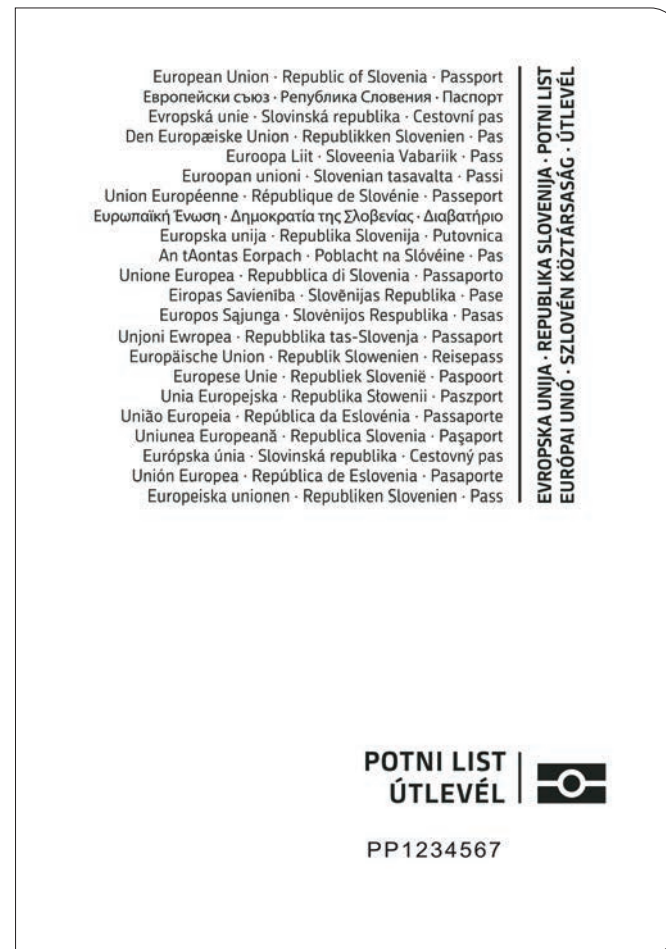 European Union · Republic of Slovenia · Passport
Европейски съюз · Република Словения · Паспорт
Evropská unie · Slovinská republika · Cestovní pas
Den Europæiske Union · Republikken Slovenien · Pas
Euroopa Liit · Sloveenia Vabariik · Pass
Euroopan unioni · Slovenian tasavalta · Passi
Union Européenne · République de Slovénie · Passeport
Ευρωπαϊκή Ένωση · Δημοκρατία της Σλοβενίας · Διαβατήριο
Europska unija · Republika Slovenija · Putovnica
An tAontas Eorpach · Poblacht na Slóvéine · Pas
Unione Europea · Repubblica di Slovenia · Passaporto
Eiropas Savienība · Slovēnijas Republika · Pase
Europos Sąjunga · Slovėnijos Respublika · Pasas
Unjoni Ewropea · Repubblika tas-Slovenja · Passaport
Europäische Union · Republik Slowenien · Reisepass
Europese Unie · Republiek Slovenië · Paspoort
Unia Europejska · Republika Słowenii · Paszport
União Europeia · República da Eslovénia · Passaporte
Uniunea Europeană · Republica Slovenia · Paşaport
Európska únia · Slovinská republika · Cestovný pas
Unión Europea · República de Eslovenia · Pasaporte
Europeiska unionen · Republiken Slovenien · Pass
EVROPSKA UNIJA · REPUBLIKA SLOVENIJA · POTNI LIST
EURÓPAI UNIÓ · SZLOVÉN KÖZTÁRSASÁG · ÚTLEVÉL
POTNI LIST
ÚTLEVÉL
PP1234567